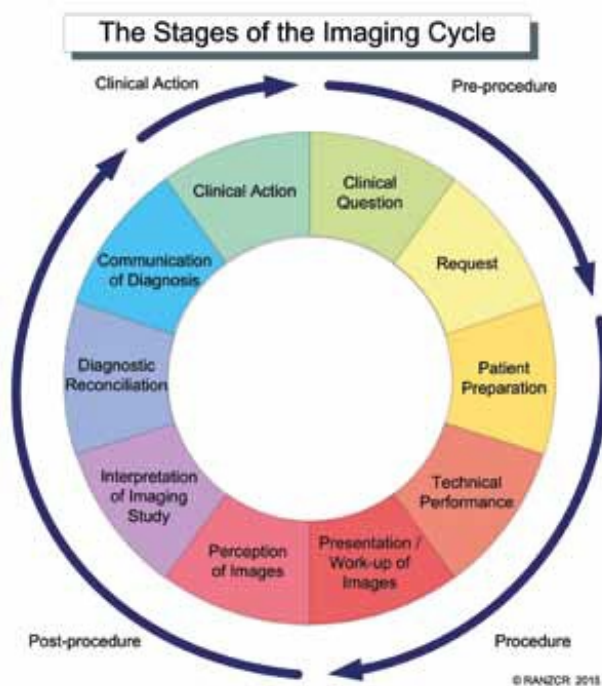 The Stages of the Imaging Cycle
Clinical Action
Pre-procedure
Clinical Action
Clinical
Question
Request
Patient
Preparation
Technical
Performance
Presentation /
Work-up of
Images
Perception
of Images
Interpretation
of Imaging
Study
Diagnostic
Reconciliation
Communication
of Diagnosis
Post-procedure
Procedure
© RANZCR 2015